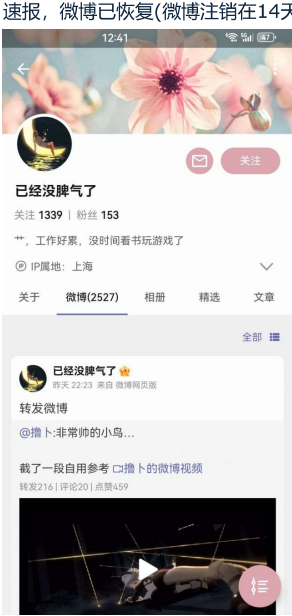 速报，微博已恢复(微博注销在14天
12:41
47
已经没脾气了
关注 1339 | 粉丝 153
关注
艹，工作好累，没时间看书玩游戏了
IP属地：上海
关于 微博(2527) 相册 精选 文章
全部
已经没脾气了
昨天 22:23 来自 微博网页版
转发微博
@撸卜:非常帅的小鸟...
截了一段自用参考 撸卜的微博视频
转发216 | 评论20 | 点赞459